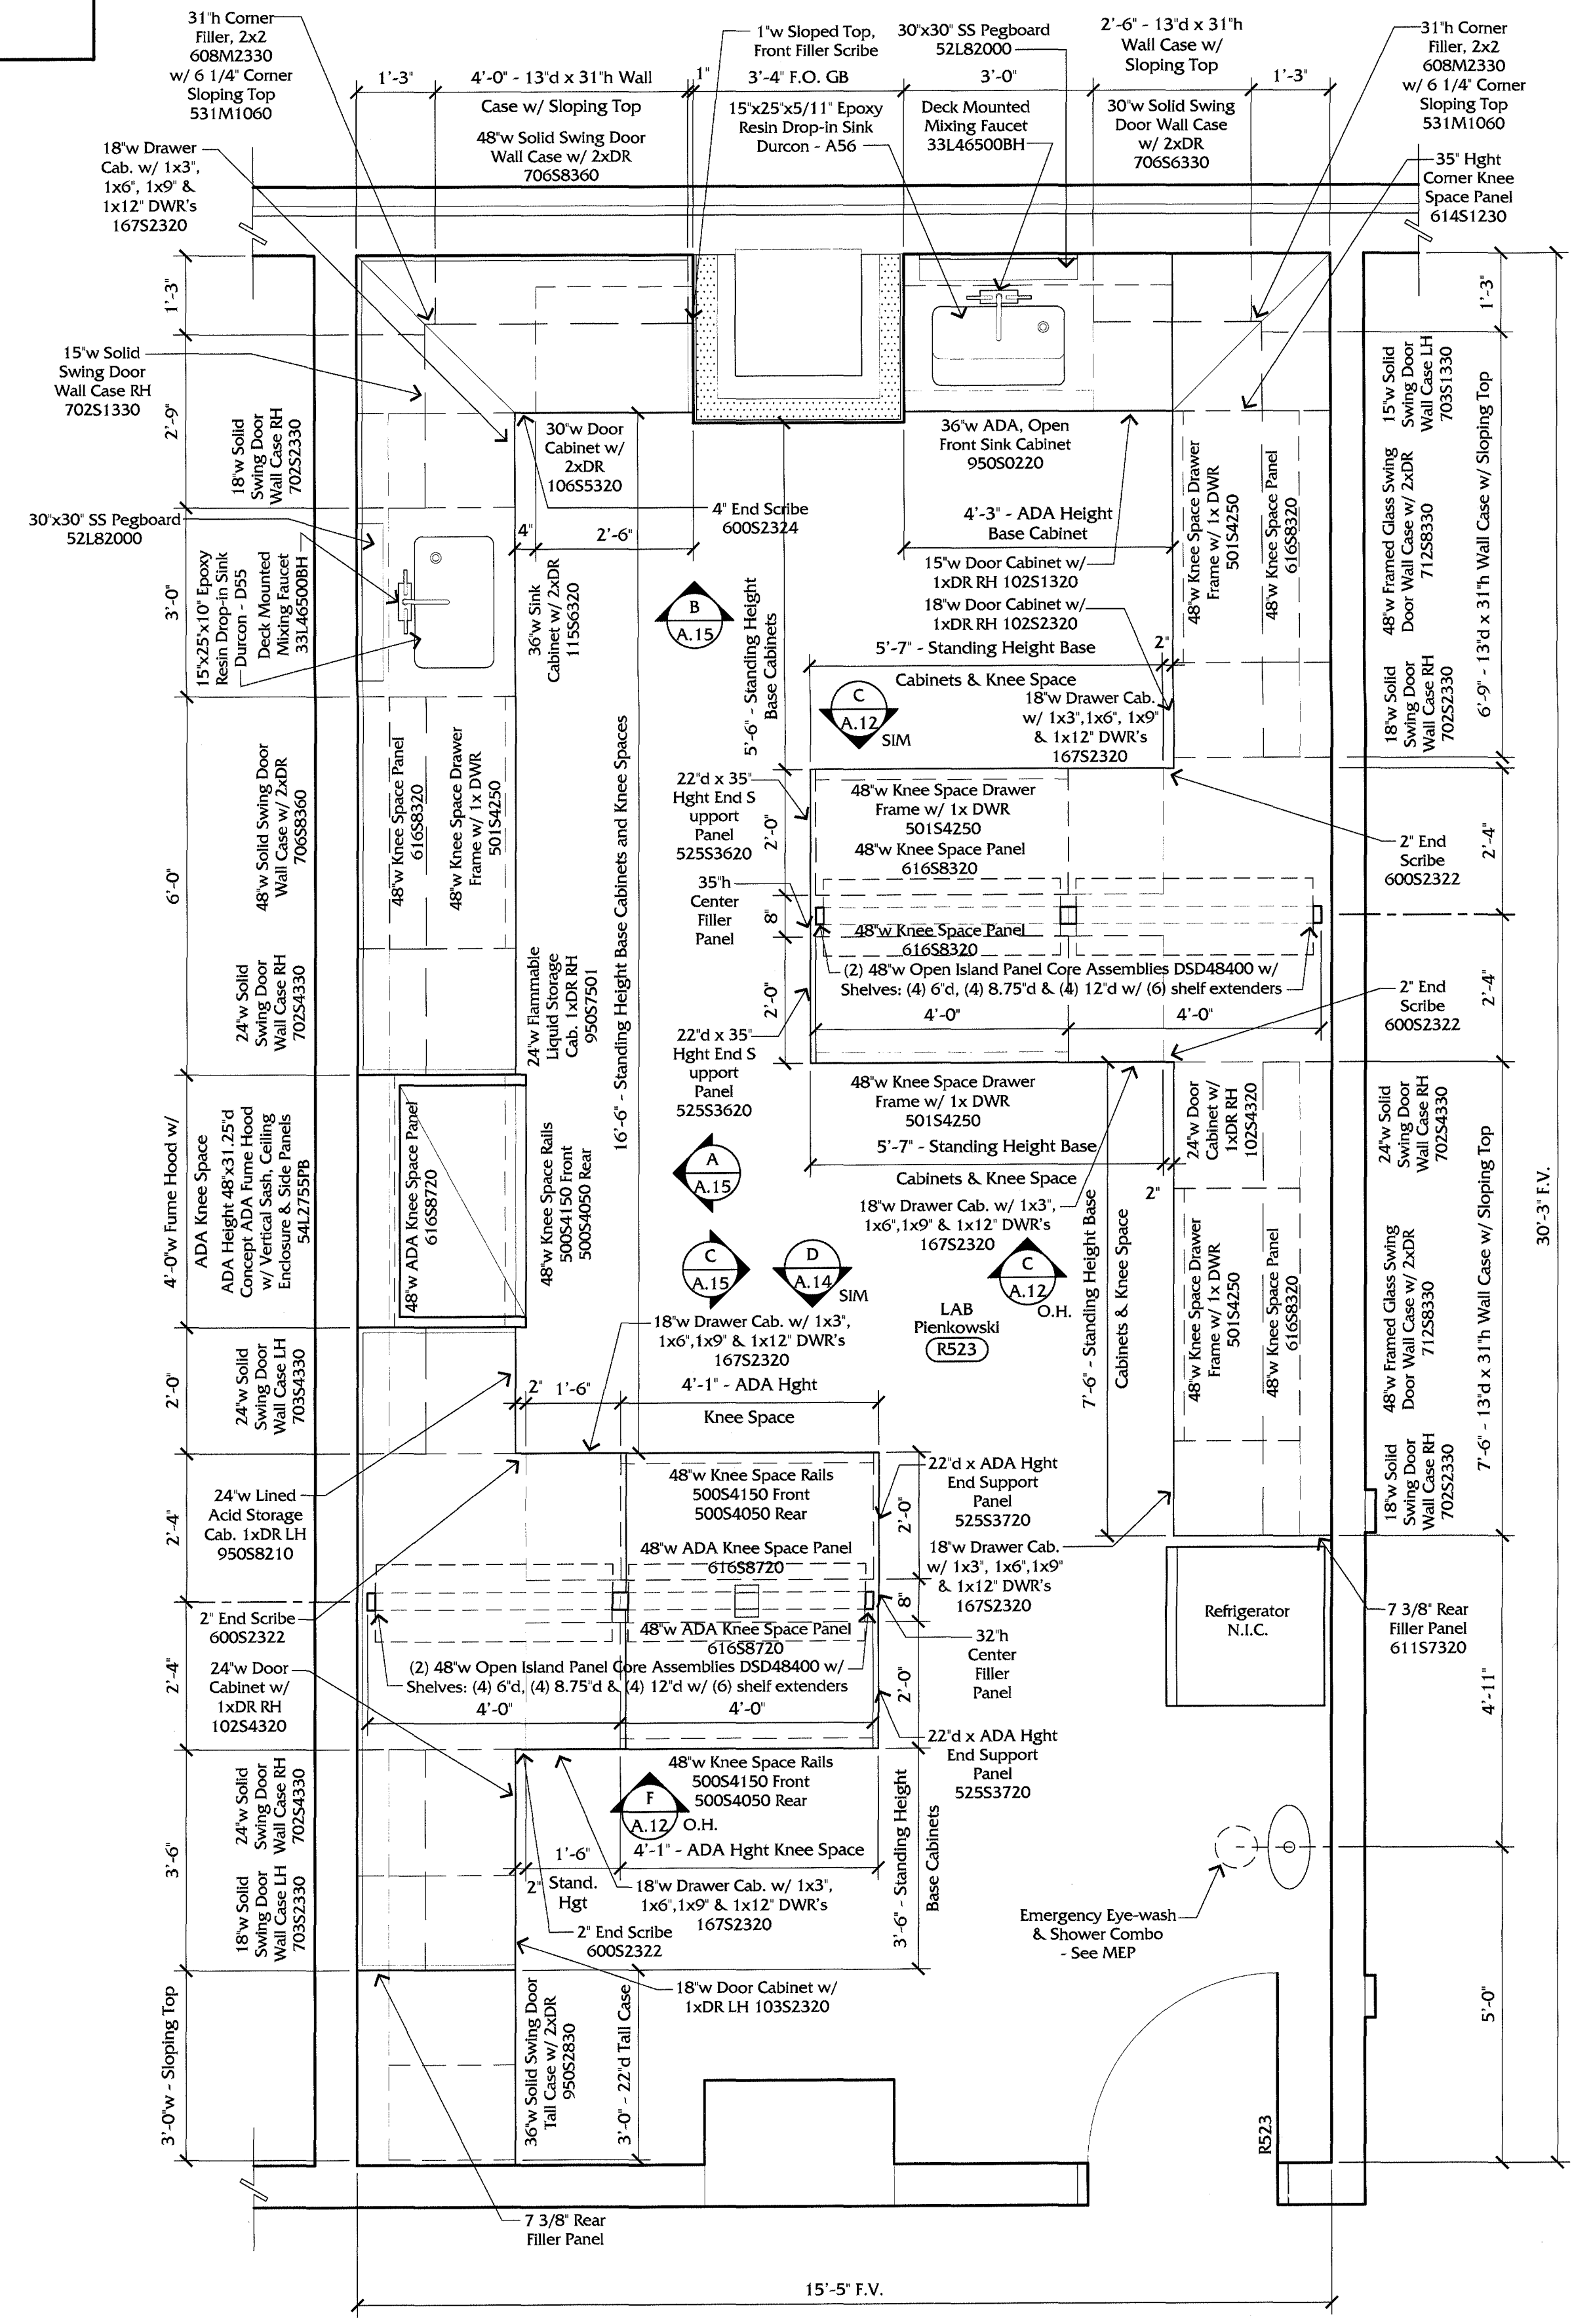 31"h Corner
Filler, 2x2
608M2330
w/ 6 1/4" Corner
Sloping Top
531M1060
1"w Sloped Top,
Front Filler Scribe
30"x30" SS Pegboard
52L82000
2'-6" - 13"d x 31"h
Wall Case w/
Sloping Top
31"h Corner
Filler, 2x2
608M2330
w/ 6 1/4" Corner
Sloping Top
531M1060
1'-3"
4'-0" - 13"d x 31"h Wall
Case w/ Sloping Top
1"
3'-4" F.O. GB
3'-0"
1'-3"
48"w Solid Swing Door
Wall Case w/ 2xDR
706S8360
15"x25"x5/11" Epoxy
Resin Drop-in Sink
Durcon - A56
Deck Mounted
Mixing Faucet
33L46500BH
30"w Solid Swing
Door Wall Case
w/ 2xDR
706S6330
18"w Drawer
Cab. w/ 1x3",
1x6", 1x9" &
1x12" DWR's
167S2320
35" Hght
Corner Knee
Space Panel
614S1230
1'-3"
1'-3"
15"w Solid
Swing Door
Wall Case RH
702S1330
2'-9"
18"w Solid
Swing Door
Wall Case RH
702S2330
30"w Door
Cabinet w/
2xDR
106S5320
36"w ADA, Open
Front Sink Cabinet
950S0220
48"w Knee Space Drawer
Frame w/ 1x DWR
501S4250
48"w Knee Space Panel
616S8320
15"w Solid
Swing Door
Wall Case LH
703S1330
48"w Framed Glass Swing
Door Wall Case w/ 2xDR
712S8330
18"w Solid
Swing Door
Wall Case RH
702S2330
6'-9" - 13"d x 31"h Wall Case w/ Sloping Top
30"x30" SS Pegboard
52L82000
4" End Scribe
600S2324
4"
2'-6"
4'-3" - ADA Height
Base Cabinet
15"w Door Cabinet w/
1xDR RH 102S1320
18"w Door Cabinet w/
1xDR RH 102S2320
3'-0"
15"x25"x10" Epoxy
Resin Drop-in Sink
Durcon - D55
Deck Mounted
Mixing Faucet
33L46500BH
36"w Sink
Cabinet w/ 2xDR
115S6320
B
A.15
5'-6" - Standing Height
Base Cabinets
5'-7" - Standing Height Base
Cabinets & Knee Space
2"
C
A.12
SIM
18"w Drawer Cab.
w/ 1x3",1x6", 1x9"
& 1x12" DWR's
167S2320
6'-0"
48"w Solid Swing Door
Wall Case w/ 2xDR
706S8360
48"w Knee Space Panel
616S8320
48"w Knee Space Drawer
Frame w/ 1x DWR
501S4250
16'-6" - Standing Height Base Cabinets and Knee Spaces
22"d x 35"
Hght End S
upport
Panel
525S3620
2'-0"
48"w Knee Space Drawer
Frame w/ 1x DWR
501S4250
48"w Knee Space Panel
616S8320
2" End
Scribe
600S2322
2'-4"
35"h
Center
Filler
Panel
8"
48"w Knee Space Panel
616S8320
(2) 48"w Open Island Panel Core Assemblies DSD48400 w/
Shelves: (4) 6"d, (4) 8.75"d & (4) 12"d w/ (6) shelf extenders
24"w Solid
Swing Door
Wall Case RH
702S4330
24"w Flammable
Liquid Storage
Cab. 1xDR RH
950S7501
2'-0"
4'-0"
4'-0"
2" End
Scribe
600S2322
2'-4"
22"d x 35"
Hght End S
upport
Panel
525S3620
48"w Knee Space Drawer
Frame w/ 1x DWR
501S4250
5'-7" - Standing Height Base
Cabinets & Knee Space
2"
24"w Door
Cabinet w/
1xDR RH
102S4320
24"w Solid
Swing Door
Wall Case RH
702S4330
30'-3" F.V.
4'-0"w Fume Hood w/
ADA Knee Space
ADA Height 48"x31.25"d
Concept ADA Fume Hood
w/ Vertical Sash, Ceiling
Enclosure & Side Panels
54L2755PB
48"w ADA Knee Space Panel
616S8720
48"w Knee Space Rails
500S4150 Front
500S4050 Rear
A
A.15
18"w Drawer Cab. w/ 1x3",
1x6",1x9" & 1x12" DWR's
167S2320
C
A.15
D
A.14
SIM
C
A.12
O.H.
LAB
Pienkowski
R523
7'-6" - Standing Height Base
Cabinets & Knee Space
48"w Knee Space Drawer
Frame w/ 1x DWR
501S4250
48"w Knee Space Panel
616S8320
48"w Framed Glass Swing
Door Wall Case w/ 2xDR
712S8330
18"w Solid
Swing Door
Wall Case RH
702S2330
7'-6" - 13"d x 31"h Wall Case w/ Sloping Top
2'-0"
24"w Solid
Swing Door
Wall Case LH
703S4330
18"w Drawer Cab. w/ 1x3",
1x6",1x9" & 1x12" DWR's
167S2320
2"
1'-6"
4'-1" - ADA Hght
Knee Space
24"w Lined
Acid Storage
Cab. 1xDR LH
950S8210
2'-4"
48"w Knee Space Rails
500S4150 Front
500S4050 Rear
48"w ADA Knee Space Panel
616S8720
2'-0"
22"d x ADA Hght
End Support
Panel
525S3720
18"w Drawer Cab.
w/ 1x3", 1x6",1x9"
& 1x12" DWR's
167S2320
8"
2" End Scribe
600S2322
48"w ADA Knee Space Panel
616S8720
32"h
Center
Filler
Panel
Refrigerator
N.I.C.
7 3/8" Rear
Filler Panel
611S7320
2'-4"
24"w Door
Cabinet w/
1xDR RH
102S4320
(2) 48"w Open Island Panel Core Assemblies DSD48400 w/
Shelves: (4) 6"d, (4) 8.75"d & (4) 12"d w/ (6) shelf extenders
4'-0"
4'-0"
2'-0"
4'-11"
22"d x ADA Hght
End Support
Panel
525S3720
3'-6"
24"w Solid
Swing Door
Wall Case RH
702S4330
18"w Solid
Swing Door
Wall Case LH
703S2330
48"w Knee Space Rails
500S4150 Front
500S4050 Rear
F
A.12
O.H.
1'-6"
4'-1" - ADA Hght Knee Space
2"
Stand.
Hgt
18"w Drawer Cab. w/ 1x3",
1x6",1x9" & 1x12" DWR's
167S2320
3'-6" - Standing Height
Base Cabinets
2" End Scribe
600S2322
Emergency Eye-wash
& Shower Combo
- See MEP
18"w Door Cabinet w/
1xDR LH 103S2320
3'-0"w - Sloping Top
36"w Solid Swing Door
Tall Case w/ 2xDR
950S2830
3'-0" - 22"d Tall Case
5'-0"
R523
7 3/8" Rear
Filler Panel
15'-5" F.V.